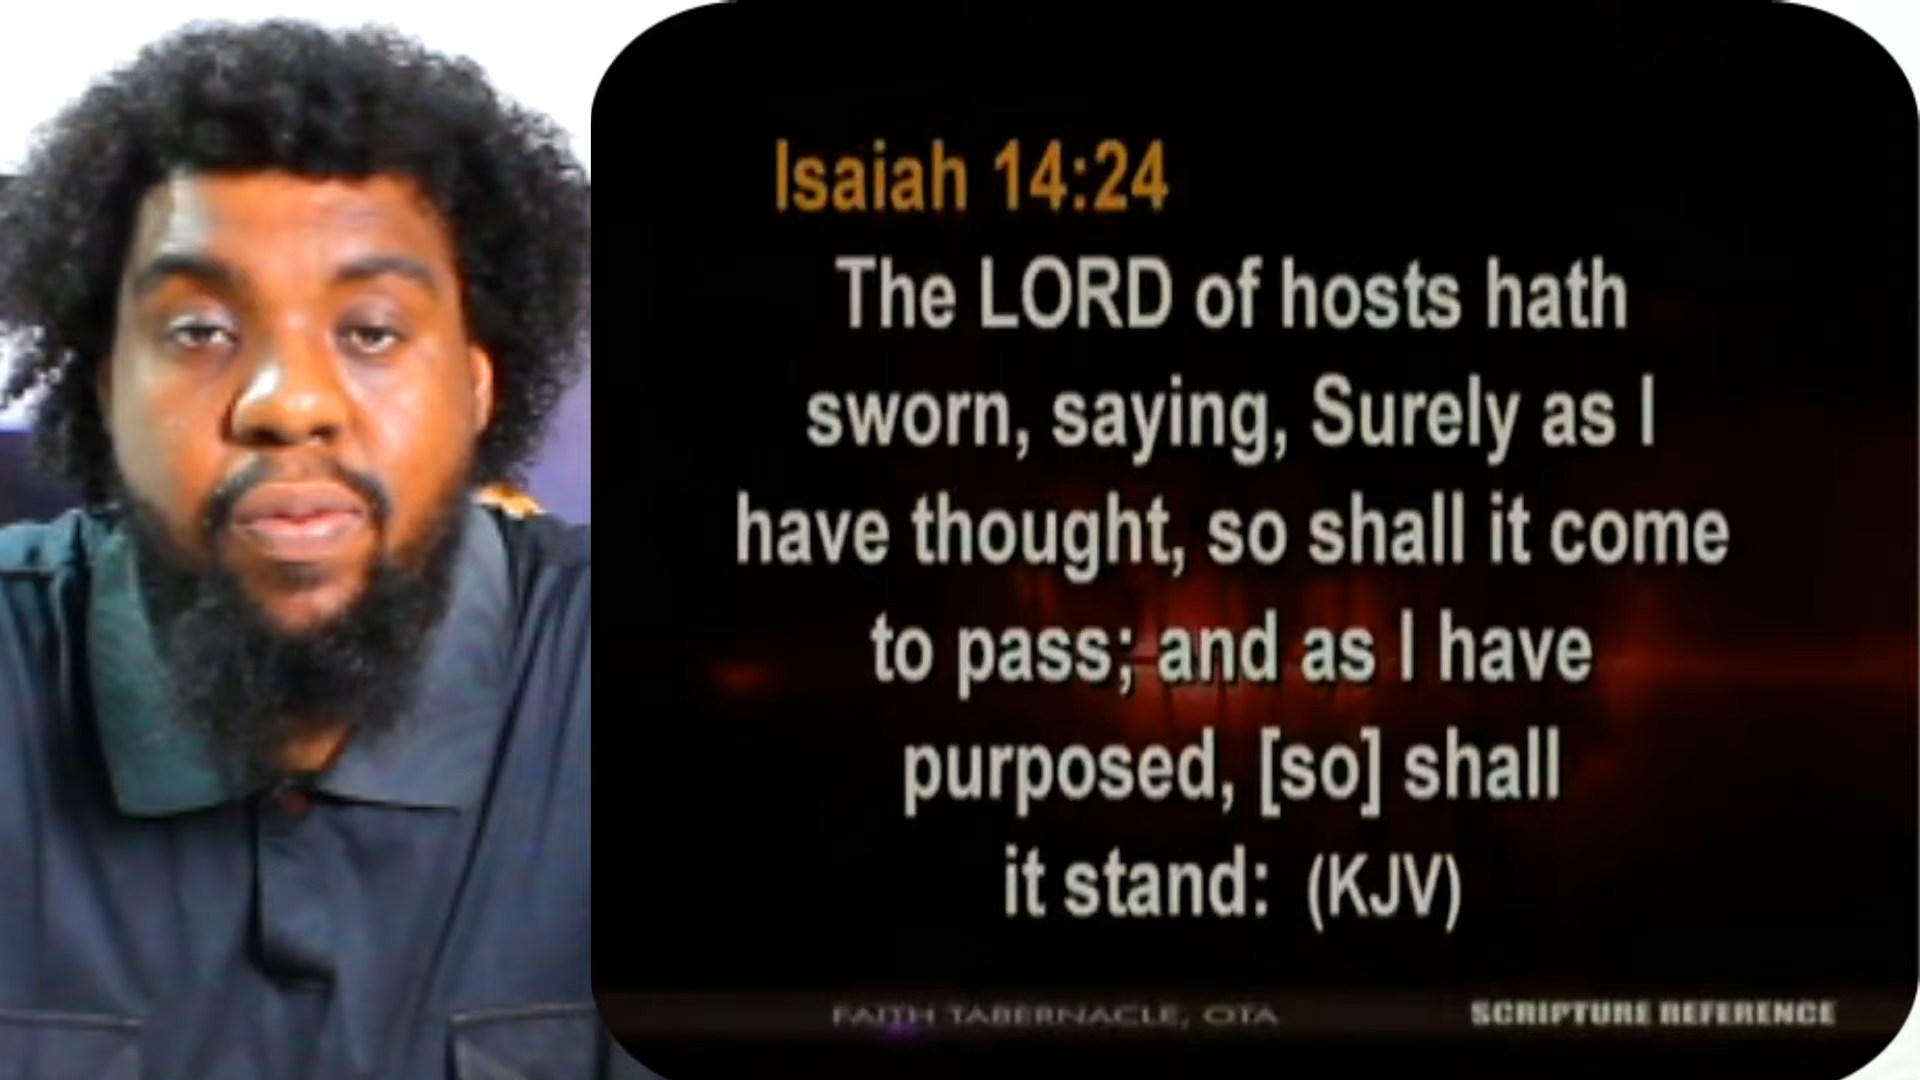 Isaiah 14:24
The LORD of hosts hath
sworn, saying, Surely as I
have thought, so shall it come
to pass; and as I have
purposed, [so] shall
it stand: (KJV)
FAITH TABERNACLE, OTA
SCRIPTURE REFERENCE